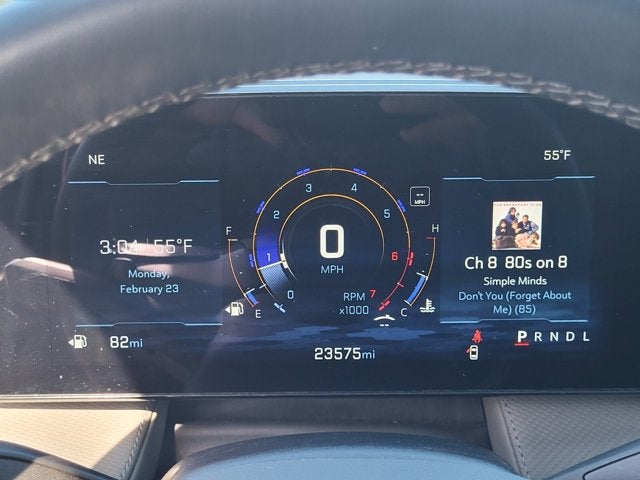 NE
55°F
3:04 55°F
Monday,
February 23
82mi
F
E
0
1
2
3
4
5
6
7
0
MPH
RPM
x1000
--
MPH
H
C
23575mi
Ch 8 80s on 8
Simple Minds
Don't You (Forget About
Me) (85)
P R N D L